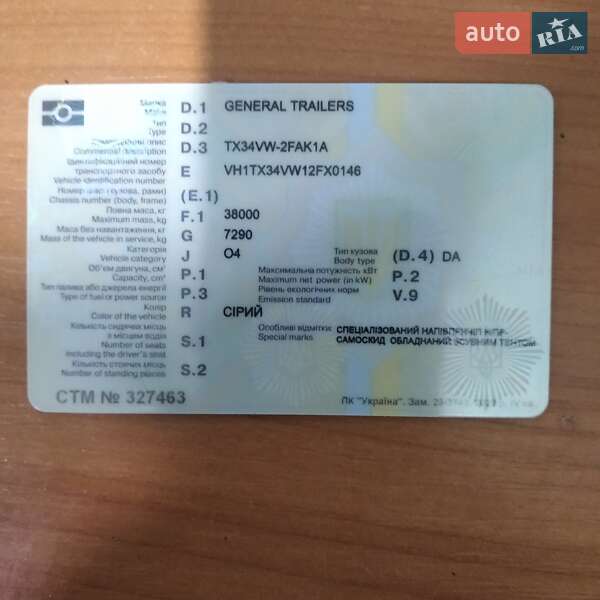 auto RIA .com
Марка D.1 GENERAL TRAILERS
Make
Тип D.2
Type
опис D.3 TX34VW-2FAK1A
Commercial description
Ідентифікаційний номер
транспортного засобу E VH1TX34VW12FX0146
Vehicle identification number
Номер шасі (кузова, рами) (E.1)
Chassis number (body, frame)
Повна маса, кг F.1 38000
Maximum mass, kg
Маса без навантаження, кг G 7290
Mass of the vehicle in service, kg
Категорія J O4 Тип кузова (D.4) DA
Vehicle category Body type
Об'єм двигуна, см³ P.1 Максимальна потужність кВт P.2
Capacity, cm³ Maximum net power (in kW)
Тип палива або джерела енергії P.3 Рівень екологічних норм V.9
Type of fuel or power source Emission standard
Колір R СІРИЙ
Color of the vehicle
Кількість сидячих місць Особливі відмітки СПЕЦІАЛІЗОВАНИЙ НАПІВПРИЧІП Н/ПР-
з місцем водія S.1 Special marks САМОСКИД ОБЛАДНАНИЙ ЗСУВНИМ ТЕНТОМ
Number of seats
including the driver's seat
Кількість стоячих місць S.2
Number of standing places
СТМ № 327463
ПК "Україна". Зам.